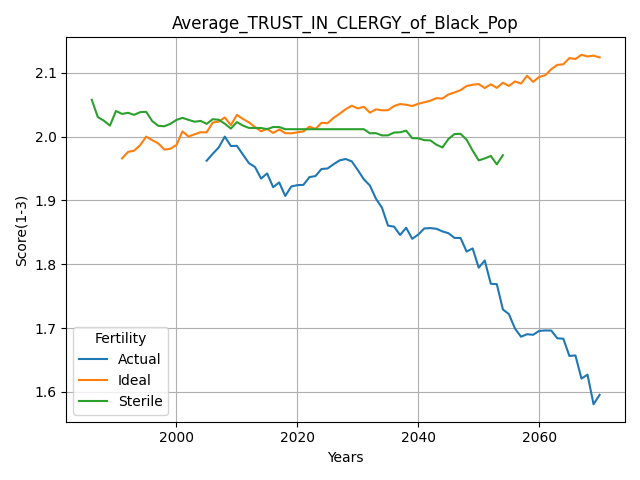 Average_TRUST_IN_CLERGY_of_Black_Pop
Score(1-3)
2.1
2.0
1.9
1.8
1.7
1.6
Fertility
Actual
Ideal
Sterile
2000
2020
2040
2060
Years